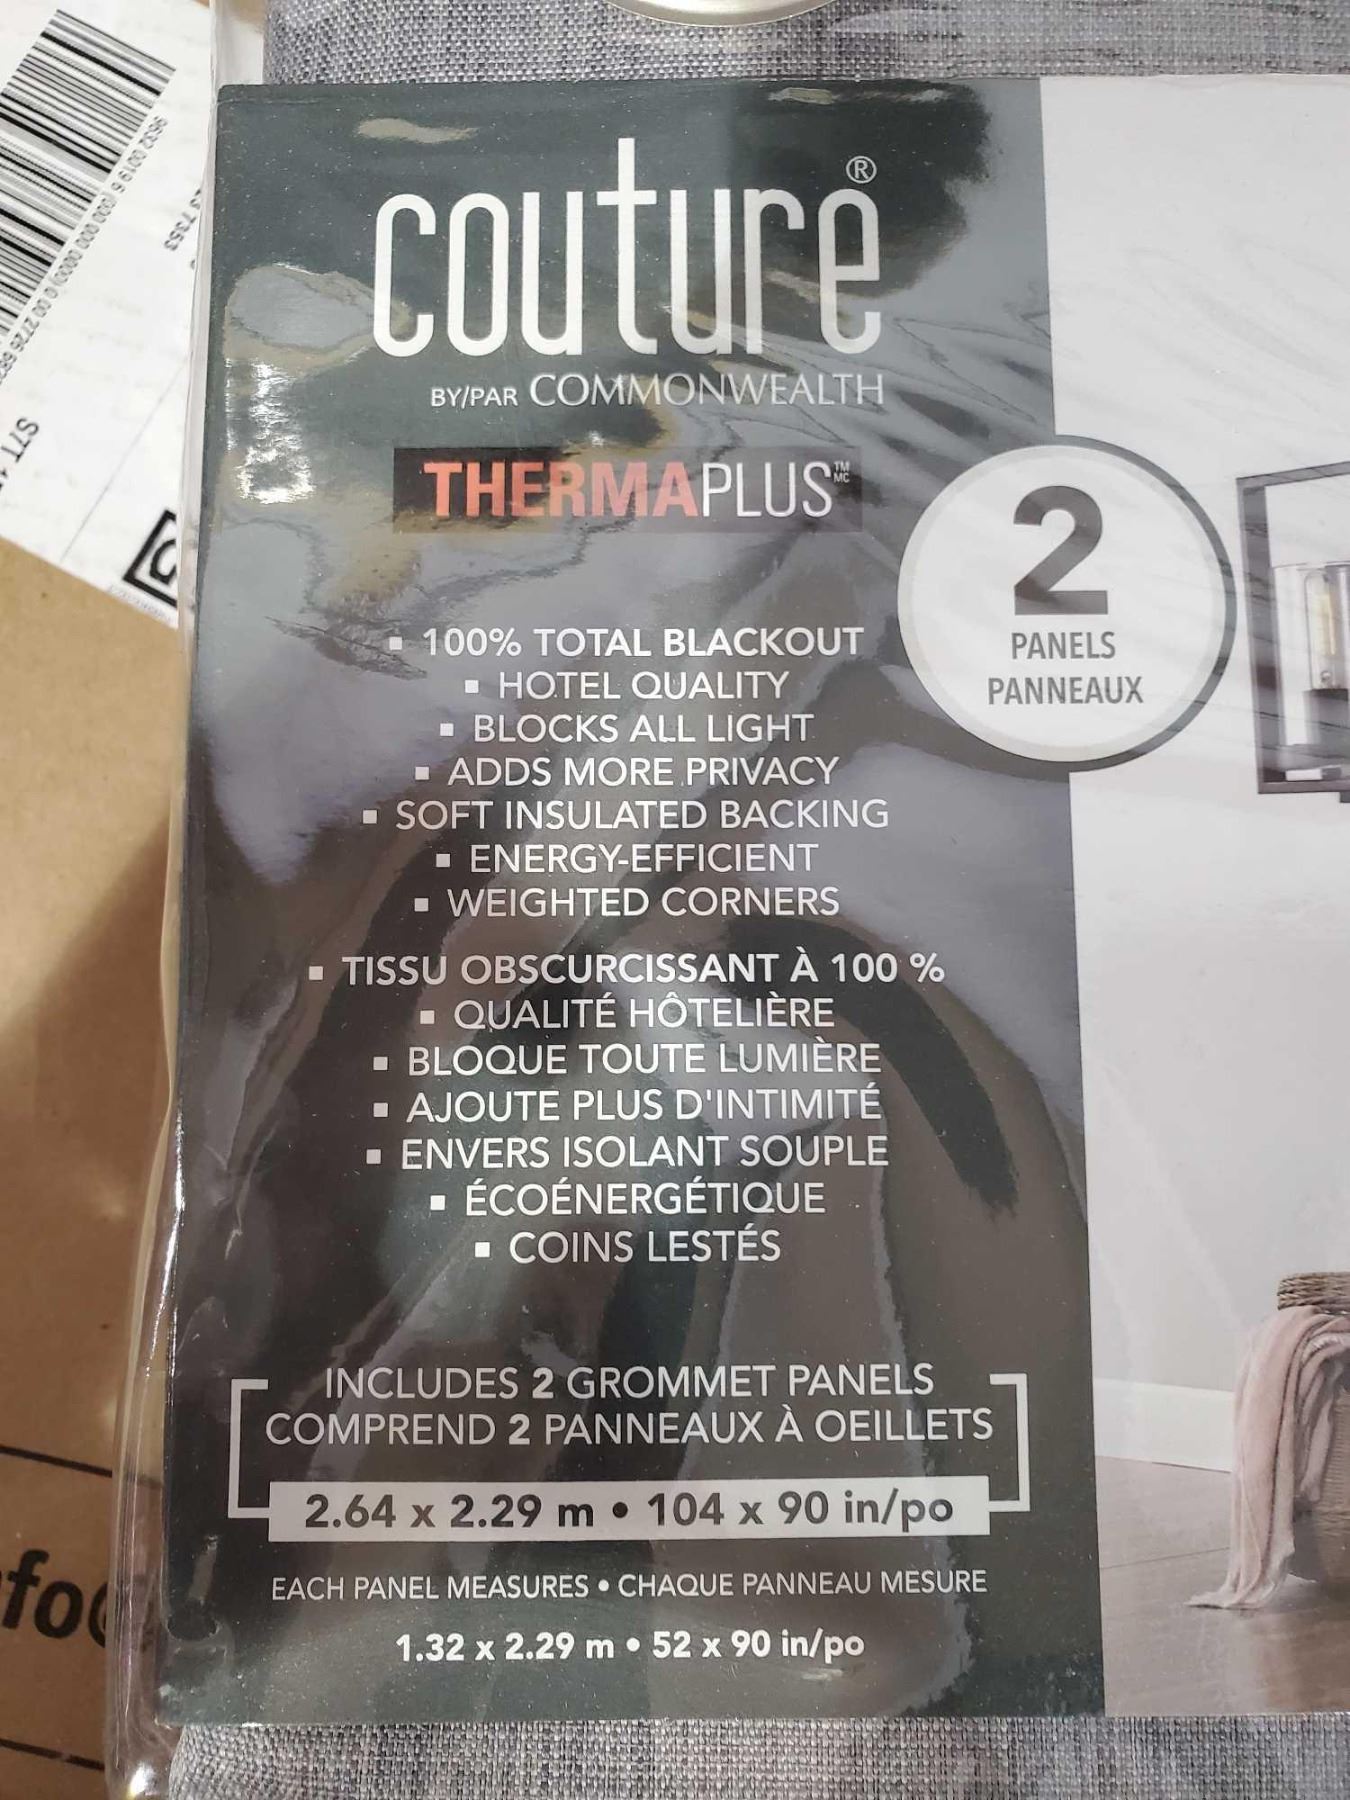 couture®
BY/PAR COMMONWEALTH
THERMAPLUS™ MC
2
PANELS
PANNEAUX
▪ 100% TOTAL BLACKOUT
▪ HOTEL QUALITY
▪ BLOCKS ALL LIGHT
▪ ADDS MORE PRIVACY
▪ SOFT INSULATED BACKING
▪ ENERGY-EFFICIENT
▪ WEIGHTED CORNERS
▪ TISSU OBSCURCISSANT À 100 %
▪ QUALITÉ HÔTELIÈRE
▪ BLOQUE TOUTE LUMIÈRE
▪ AJOUTE PLUS D'INTIMITÉ
▪ ENVERS ISOLANT SOUPLE
▪ ÉCOÉNERGÉTIQUE
▪ COINS LESTÉS
INCLUDES 2 GROMMET PANELS
COMPREND 2 PANNEAUX À OEILLETS
2.64 x 2.29 m • 104 x 90 in/po
EACH PANEL MEASURES • CHAQUE PANNEAU MESURE
1.32 x 2.29 m • 52 x 90 in/po